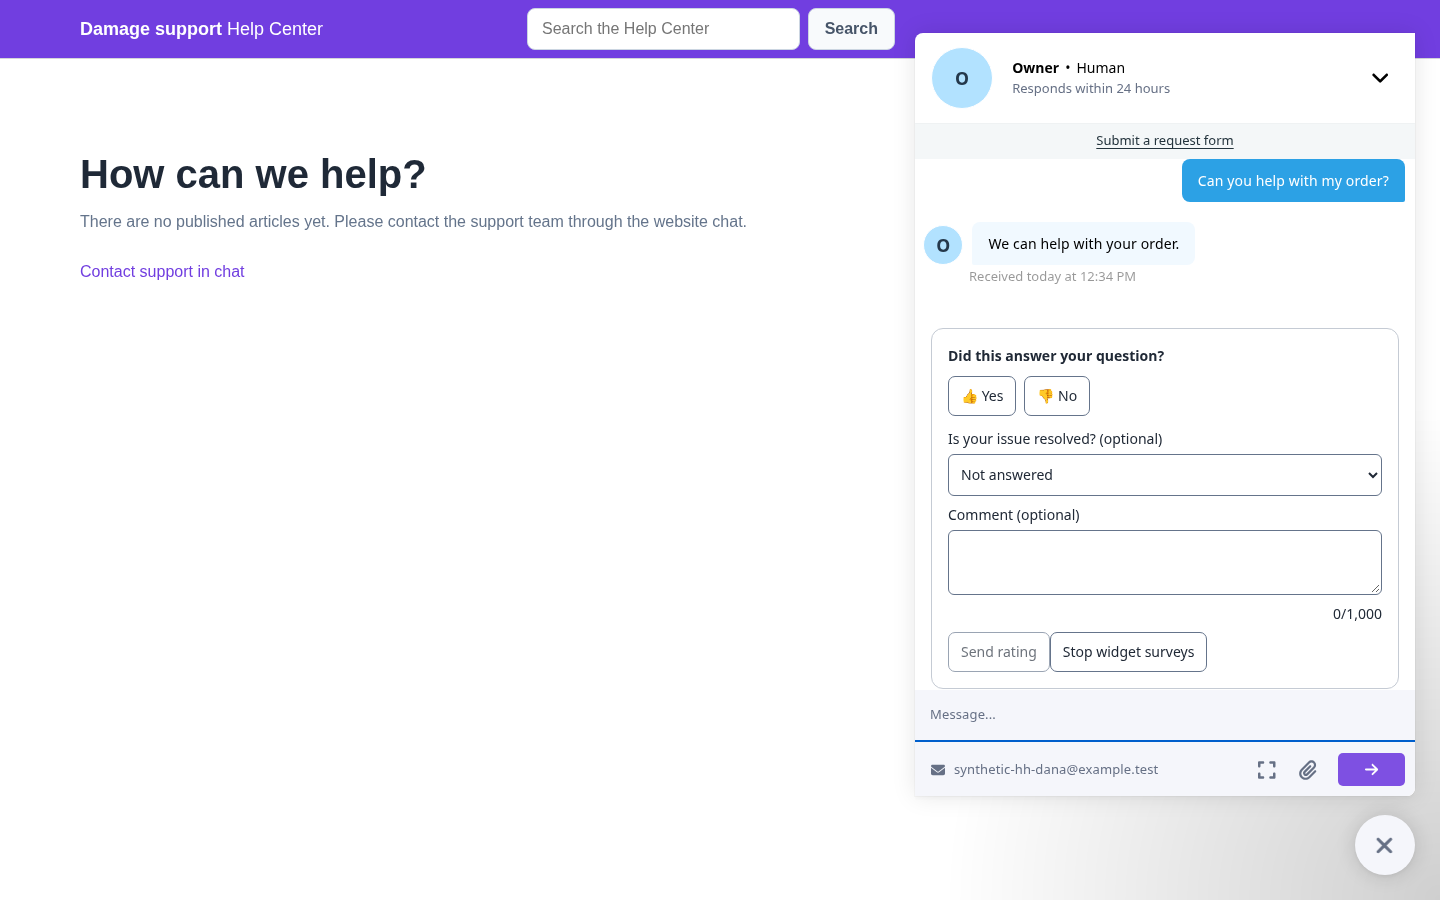 Damage support Help Center
Search the Help Center
Search
How can we help?
There are no published articles yet. Please contact the support team through the website chat.
Contact support in chat
O
Owner • Human
Responds within 24 hours
Submit a request form
Can you help with my order?
O
We can help with your order.
Received today at 12:34 PM
Did this answer your question?
👍 Yes
👎 No
Is your issue resolved? (optional)
Not answered
Comment (optional)
0/1,000
Send rating
Stop widget surveys
Message...
synthetic-hh-dana@example.test